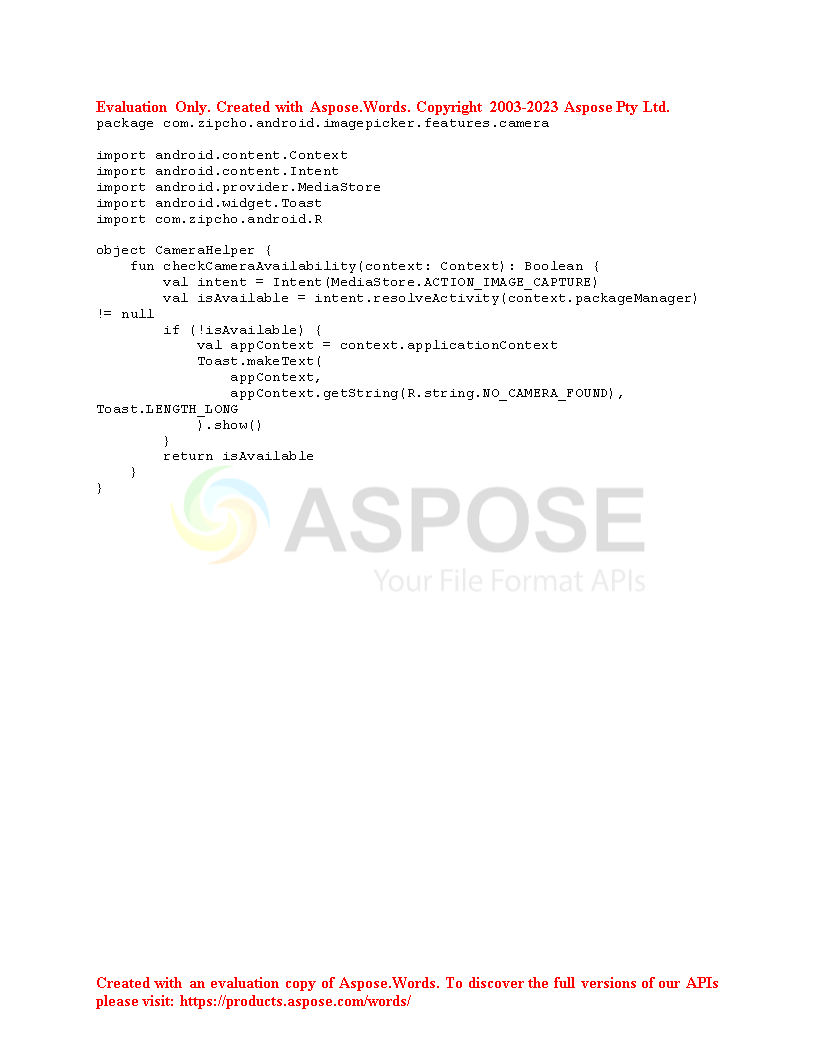 Evaluation Only. Created with Aspose.Words. Copyright 2003-2023 Aspose Pty Ltd.
package com.zipcho.android.imagepicker.features.camera

import android.content.Context
import android.content.Intent
import android.provider.MediaStore
import android.widget.Toast
import com.zipcho.android.R

object CameraHelper {
    fun checkCameraAvailability(context: Context): Boolean {
        val intent = Intent(MediaStore.ACTION_IMAGE_CAPTURE)
        val isAvailable = intent.resolveActivity(context.packageManager)
!= null
        if (!isAvailable) {
            val appContext = context.applicationContext
            Toast.makeText(
                appContext,
                appContext.getString(R.string.NO_CAMERA_FOUND),
Toast.LENGTH_LONG
            ).show()
        }
        return isAvailable
    }
}
ASPOSE
Your File Format APIs
Created with an evaluation copy of Aspose.Words. To discover the full versions of our APIs
please visit: https://products.aspose.com/words/